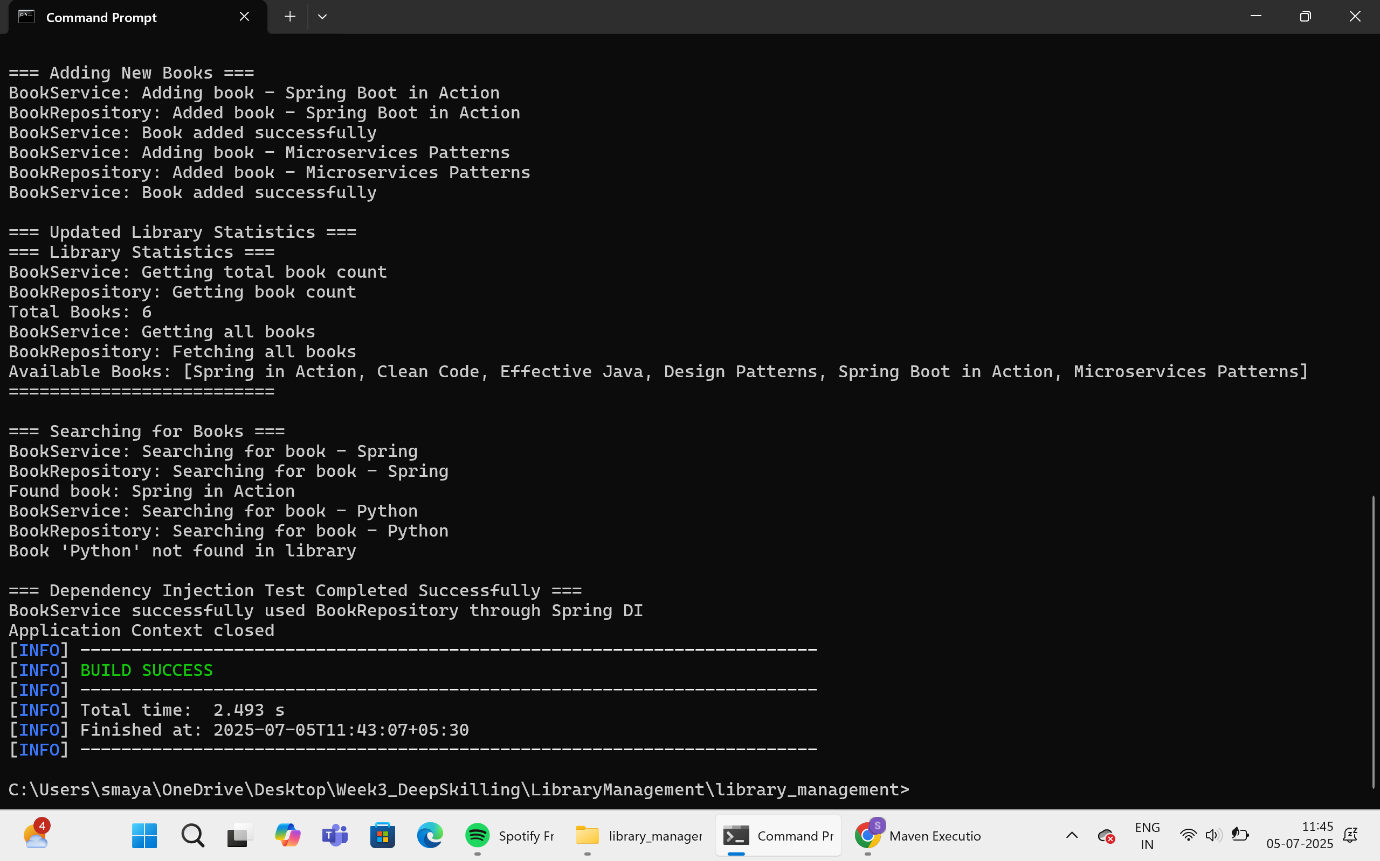 Command Prompt
=== Adding New Books ===
BookService: Adding book - Spring Boot in Action
BookRepository: Added book - Spring Boot in Action
BookService: Book added successfully
BookService: Adding book - Microservices Patterns
BookRepository: Added book - Microservices Patterns
BookService: Book added successfully
=== Updated Library Statistics ===
=== Library Statistics ===
BookService: Getting total book count
BookRepository: Getting book count
Total Books: 6
BookService: Getting all books
BookRepository: Fetching all books
Available Books: [Spring in Action, Clean Code, Effective Java, Design Patterns, Spring Boot in Action, Microservices Patterns]
==========================
=== Searching for Books ===
BookService: Searching for book - Spring
BookRepository: Searching for book - Spring
Found book: Spring in Action
BookService: Searching for book - Python
BookRepository: Searching for book - Python
Book 'Python' not found in library
=== Dependency Injection Test Completed Successfully ===
BookService successfully used BookRepository through Spring DI
Application Context closed
[INFO] ------------------------------------------------------------------------
[INFO] BUILD SUCCESS
[INFO] ------------------------------------------------------------------------
[INFO] Total time:  2.493 s
[INFO] Finished at: 2025-07-05T11:43:07+05:30
[INFO] ------------------------------------------------------------------------
C:\Users\smaya\OneDrive\Desktop\Week3_DeepSkilling\LibraryManagement\library_management>
4
Spotify Fr
library_manager
Command Pr
S
Maven Executio
ENG
IN
11:45
05-07-2025